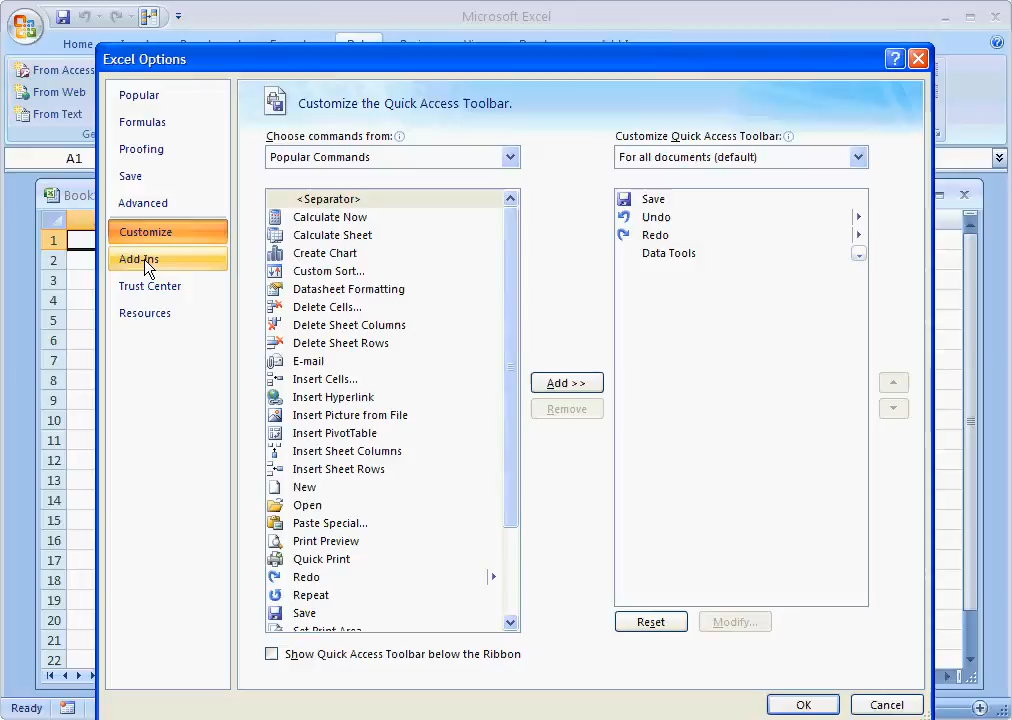 Microsoft Excel
Home
Excel Options
From Access
From Web
From Text
A1
Book
Popular
Formulas
Proofing
Save
Advanced
Customize
Add-Ins
Trust Center
Resources
Customize the Quick Access Toolbar.
Choose commands from:
Popular Commands
<Separator>
Calculate Now
Calculate Sheet
Create Chart
Custom Sort...
Datasheet Formatting
Delete Cells...
Delete Sheet Columns
Delete Sheet Rows
E-mail
Insert Cells...
Insert Hyperlink
Insert Picture from File
Insert PivotTable
Insert Sheet Columns
Insert Sheet Rows
New
Open
Paste Special...
Print Preview
Quick Print
Redo
Repeat
Save
Set Print Area
Add >>
Remove
Customize Quick Access Toolbar:
For all documents (default)
Save
Undo
Redo
Data Tools
Reset
Modify...
Show Quick Access Toolbar below the Ribbon
OK
Cancel
1
2
3
4
5
6
7
8
9
10
11
12
13
14
15
16
17
18
19
20
21
22
Ready